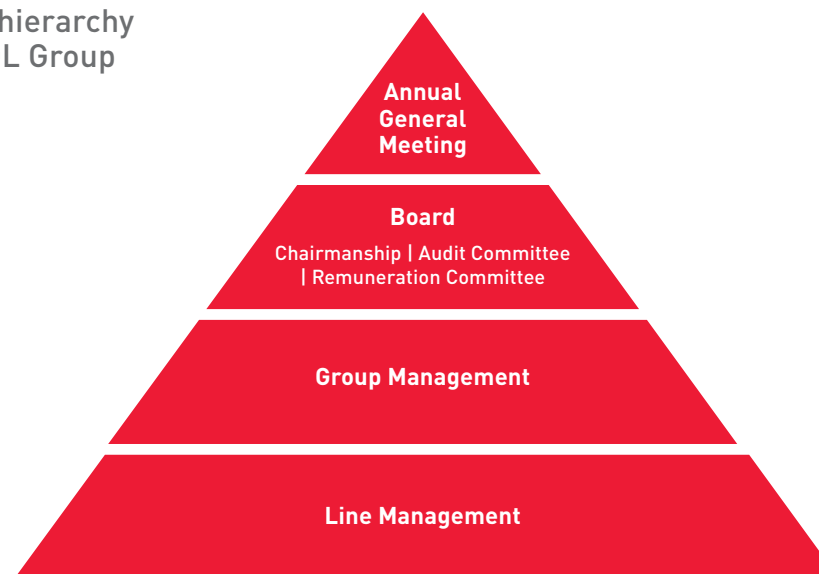 hierarchy
L Group
Annual
General
Meeting
Board
Chairmanship | Audit Committee
| Remuneration Committee
Group Management
Line Management